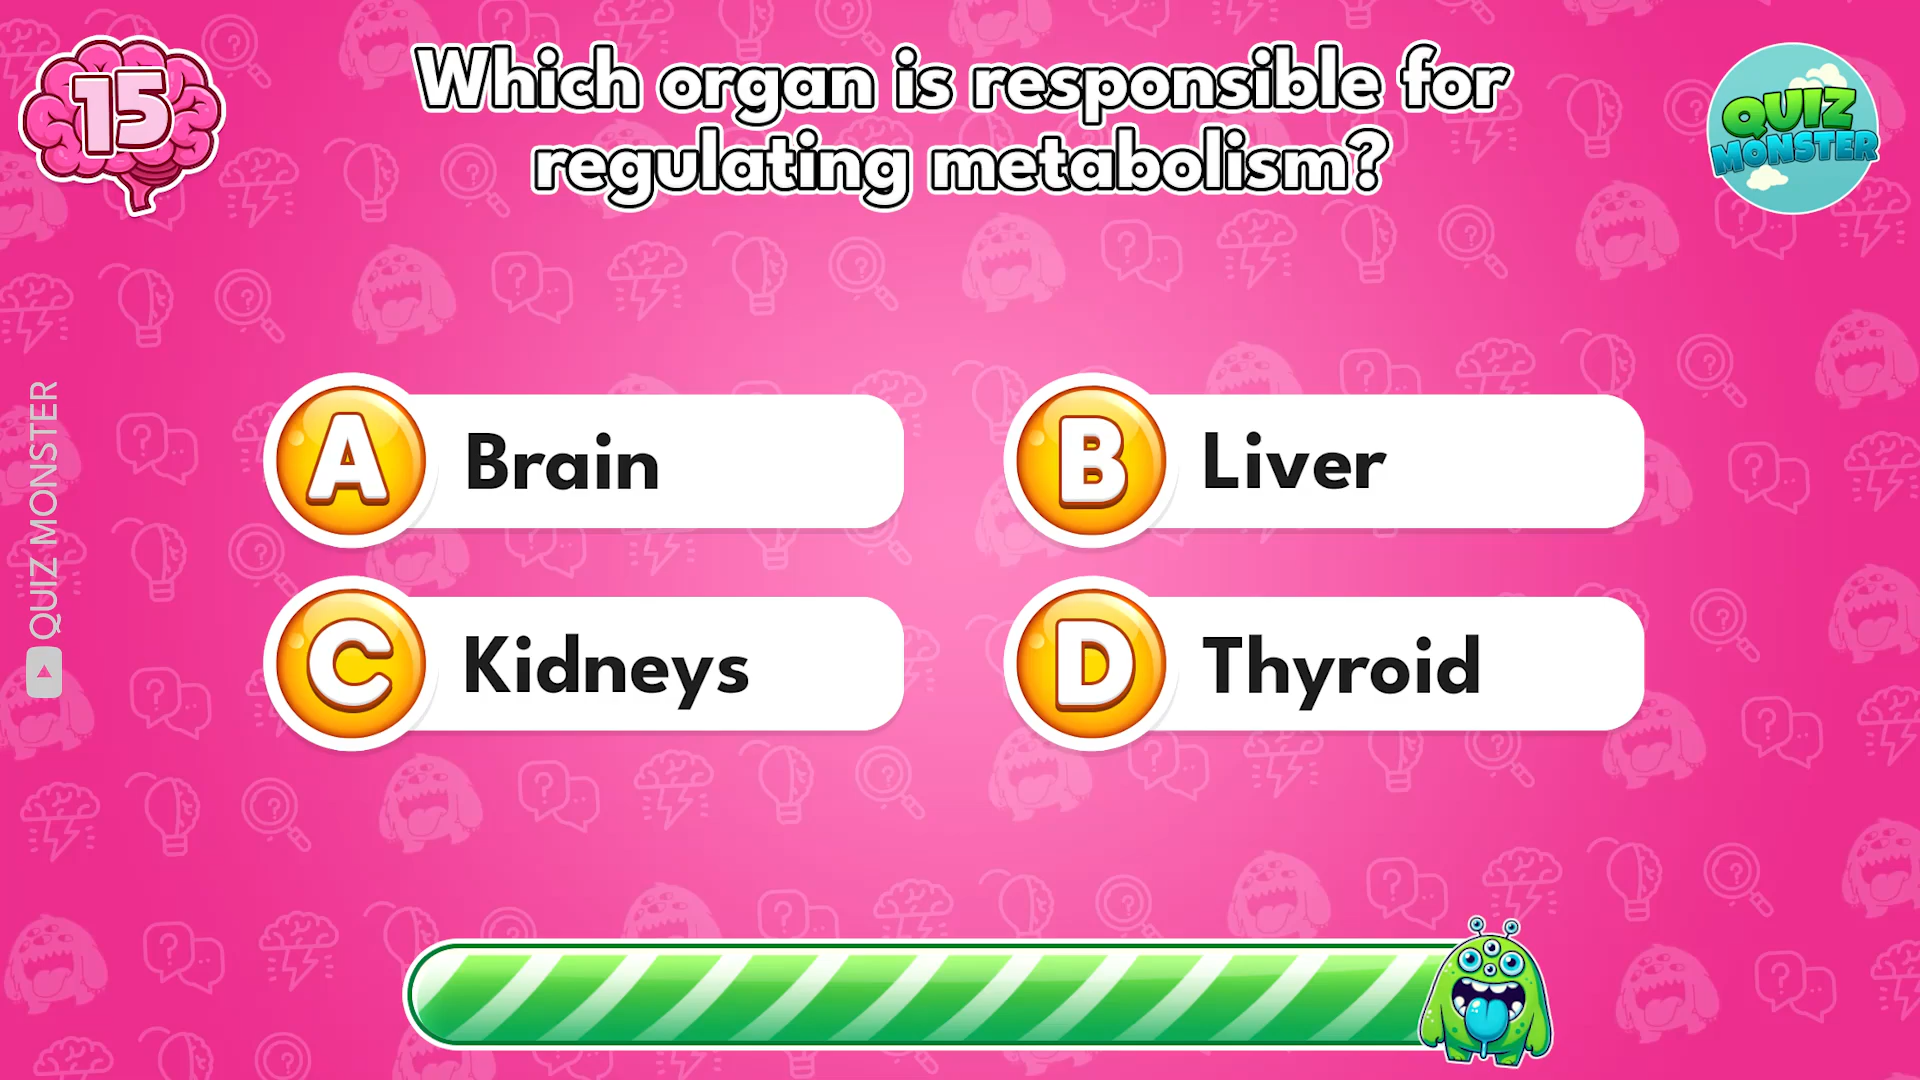 15
Which organ is responsible for
regulating metabolism?
QUIZ
MONSTER
A Brain
B Liver
C Kidneys
D Thyroid
QUIZ MONSTER